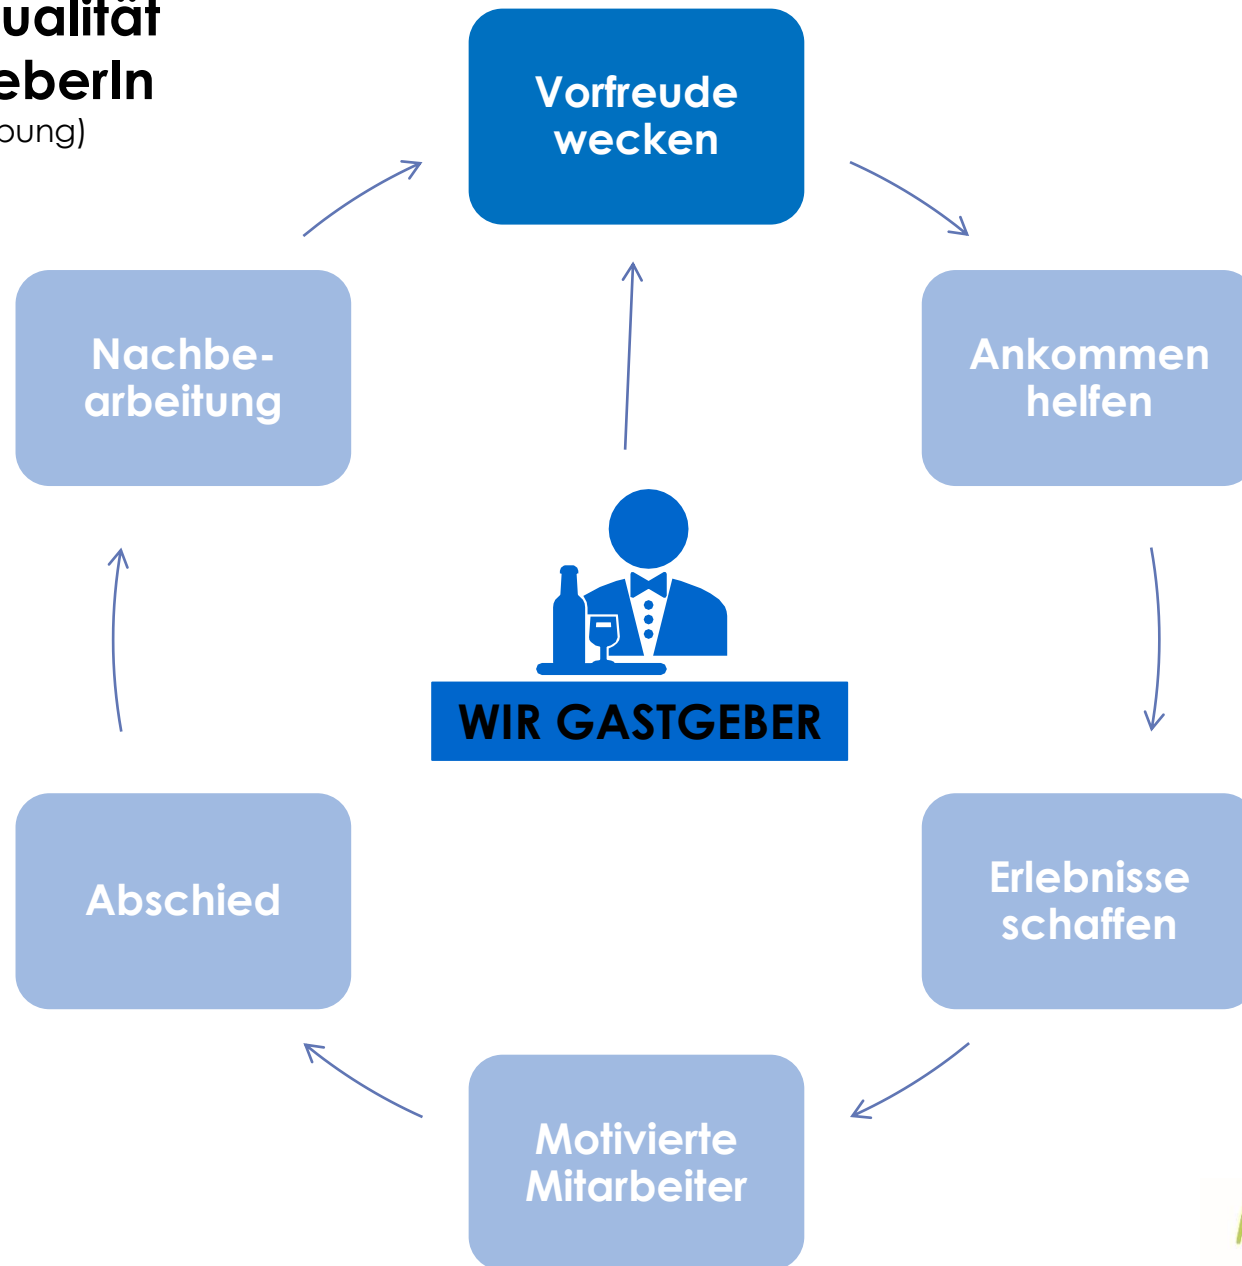 ualität
eberIn
bung)
Vorfreude
wecken
Nachbe-
arbeitung
Ankommen
helfen
WIR GASTGEBER
Abschied
Erlebnisse
schaffen
Motivierte
Mitarbeiter